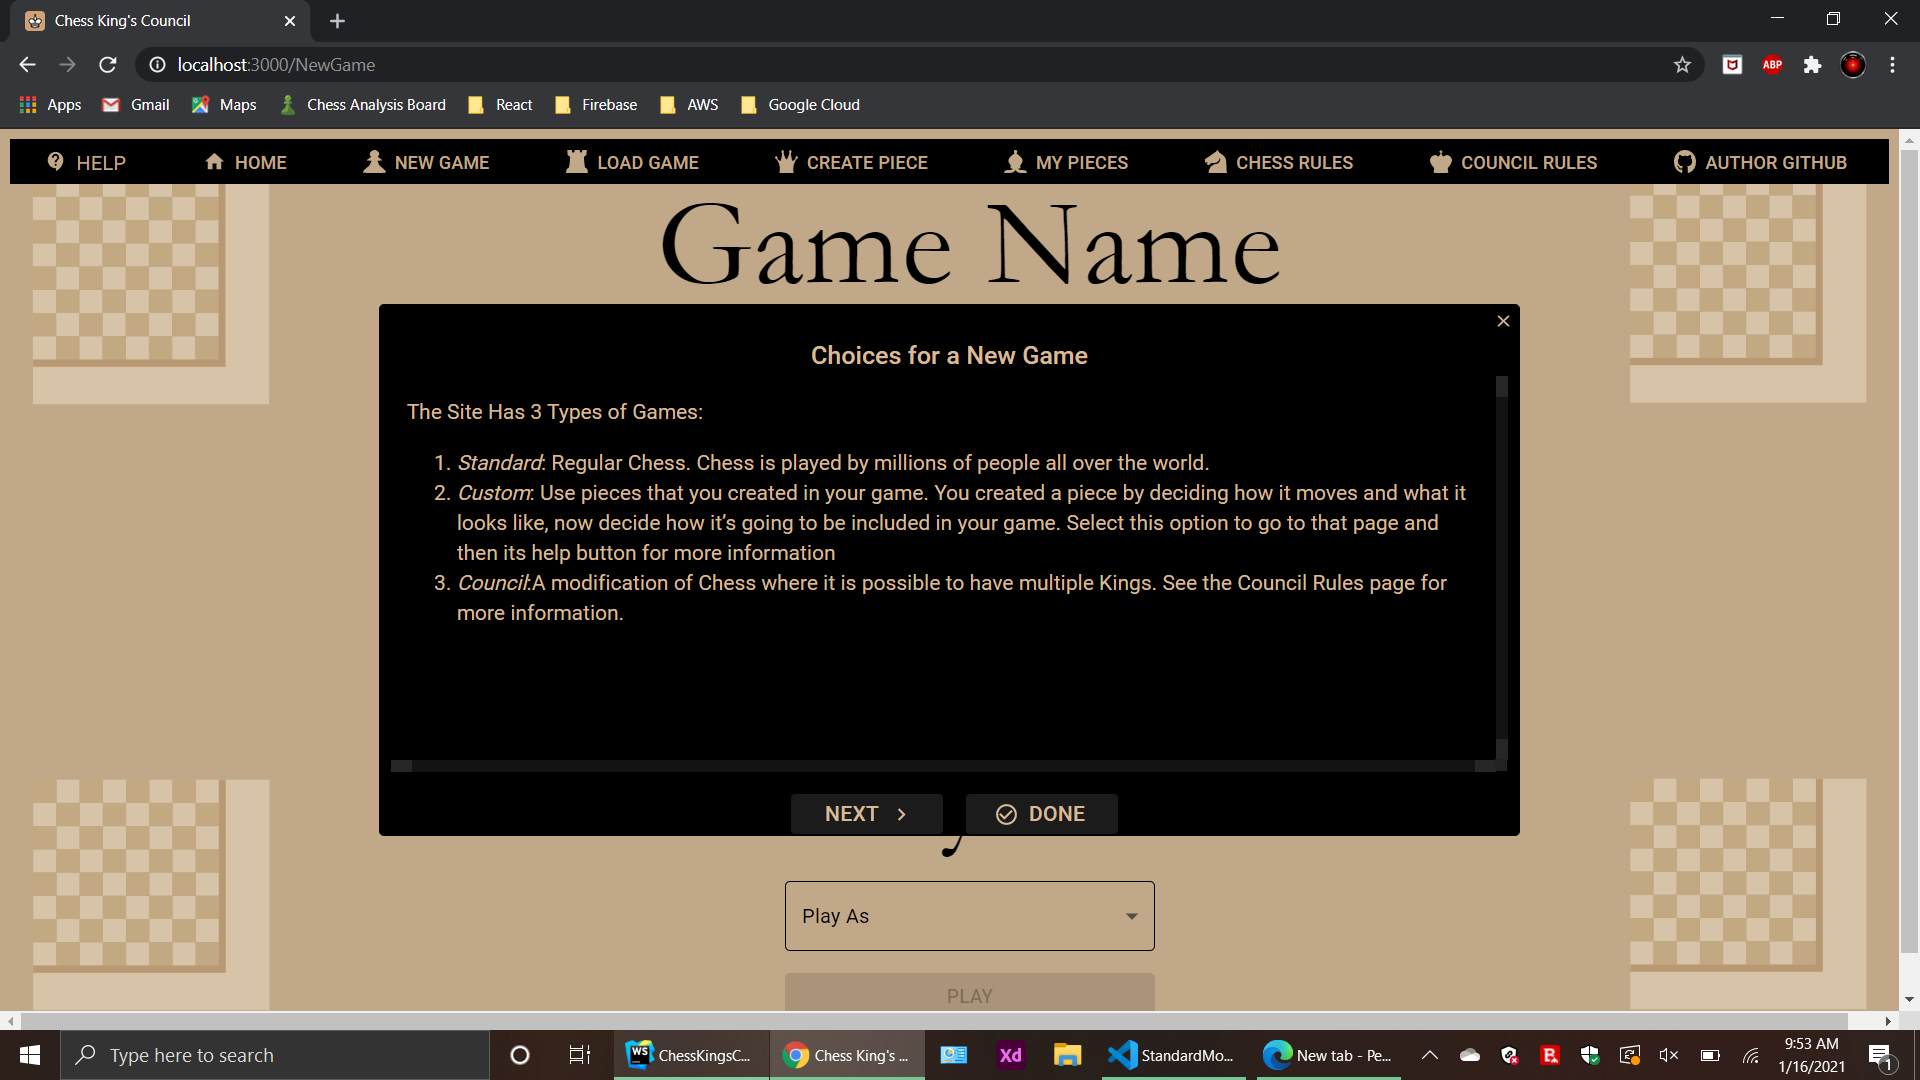 Chess King's Council
localhost:3000/NewGame
ABP
Apps Gmail Maps Chess Analysis Board React Firebase AWS Google Cloud
HELP HOME NEW GAME LOAD GAME CREATE PIECE MY PIECES CHESS RULES COUNCIL RULES AUTHOR GITHUB
Game Name
Choices for a New Game
The Site Has 3 Types of Games:
1. Standard: Regular Chess. Chess is played by millions of people all over the world.
2. Custom: Use pieces that you created in your game. You created a piece by deciding how it moves and what it
looks like, now decide how it’s going to be included in your game. Select this option to go to that page and
then its help button for more information
3. Council:A modification of Chess where it is possible to have multiple Kings. See the Council Rules page for
more information.
NEXT DONE
Play As
PLAY
Type here to search
WS ChessKingsC... Chess King's ... Xd StandardMo... New tab - Pe...
9:53 AM
1/16/2021
1